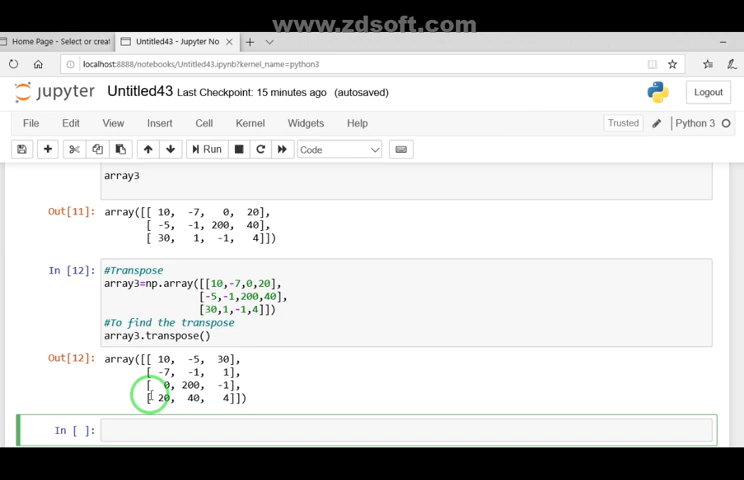 www.zdsoft.com
Home Page - Select or creat
Untitled43 - Jupyter No
localhost:8888/notebooks/Untitled43.ipynb?kernel_name=python3
jupyter Untitled43 Last Checkpoint: 15 minutes ago (autosaved)
Logout
File Edit View Insert Cell Kernel Widgets Help
Trusted Python 3
Run Code
array3
Out[11]: array([[ 10, -7, 0, 20],
[ -5, -1, 200, 40],
[ 30, 1, -1, 4]])
In [12]: #Transpose
array3=np.array([[10,-7,0,20],
[-5,-1,200,40],
[30,1,-1,4]])
#To find the transpose
array3.transpose()
Out[12]: array([[ 10, -5, 30],
[ -7, -1, 1],
[ 0, 200, -1],
[ 20, 40, 4]])
In [ ]: